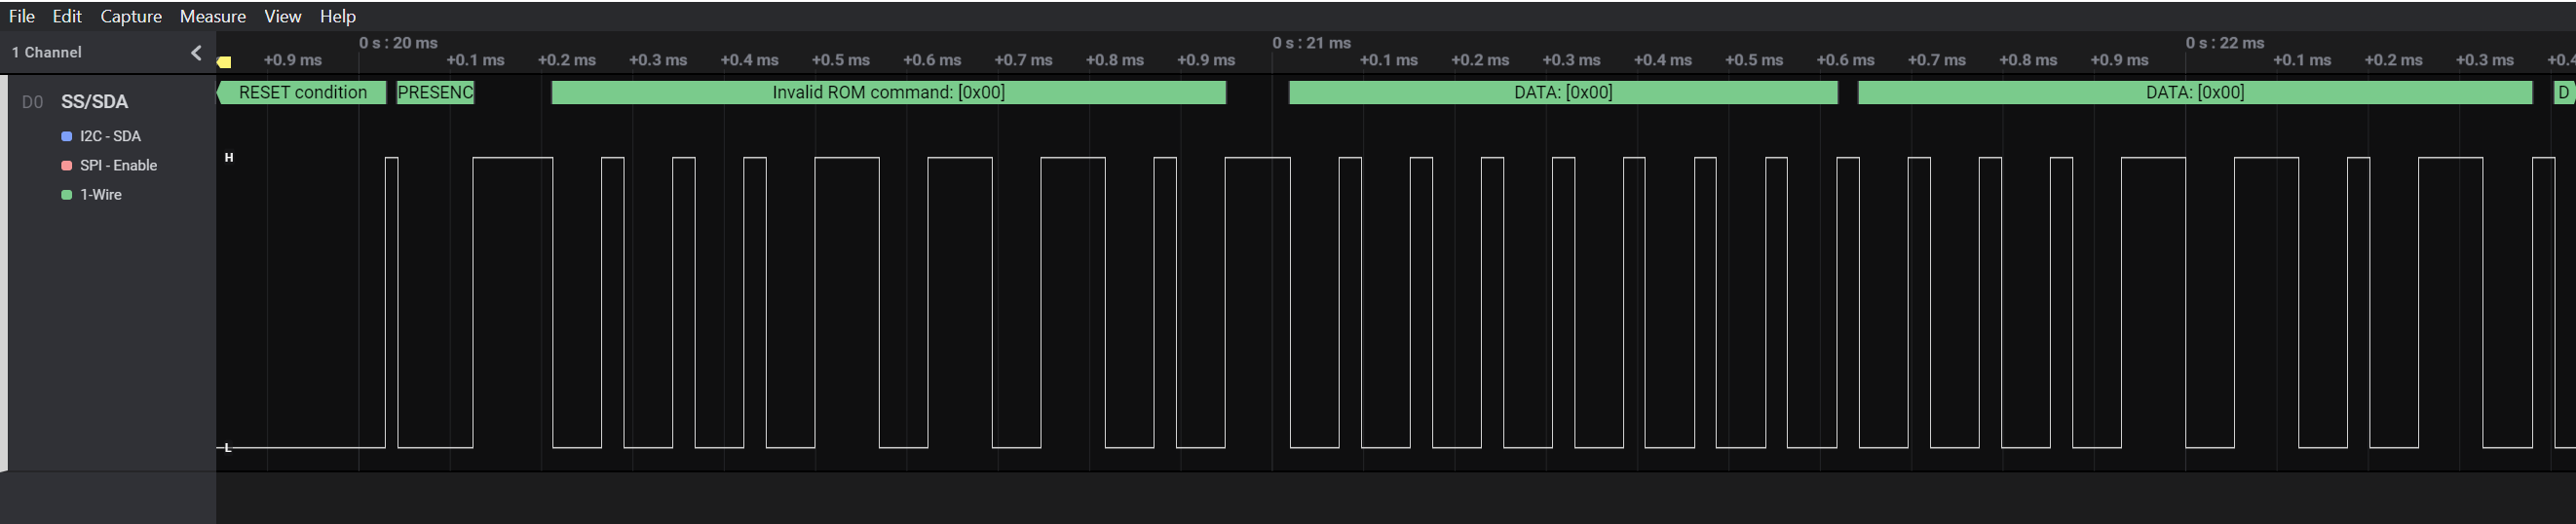 File Edit Capture Measure View Help
1 Channel
0 s : 20 ms 0 s : 21 ms 0 s : 22 ms
+0.9 ms +0.1 ms +0.2 ms +0.3 ms +0.4 ms +0.5 ms +0.6 ms +0.7 ms +0.8 ms +0.9 ms +0.1 ms +0.2 ms +0.3 ms +0.4 ms +0.5 ms +0.6 ms +0.7 ms +0.8 ms +0.9 ms +0.1 ms +0.2 ms +0.3 ms +0.4
RESET condition PRESENC Invalid ROM command: [0x00] DATA: [0x00] DATA: [0x00] D
D0 SS/SDA
I2C - SDA
H
SPI - Enable
1-Wire
L